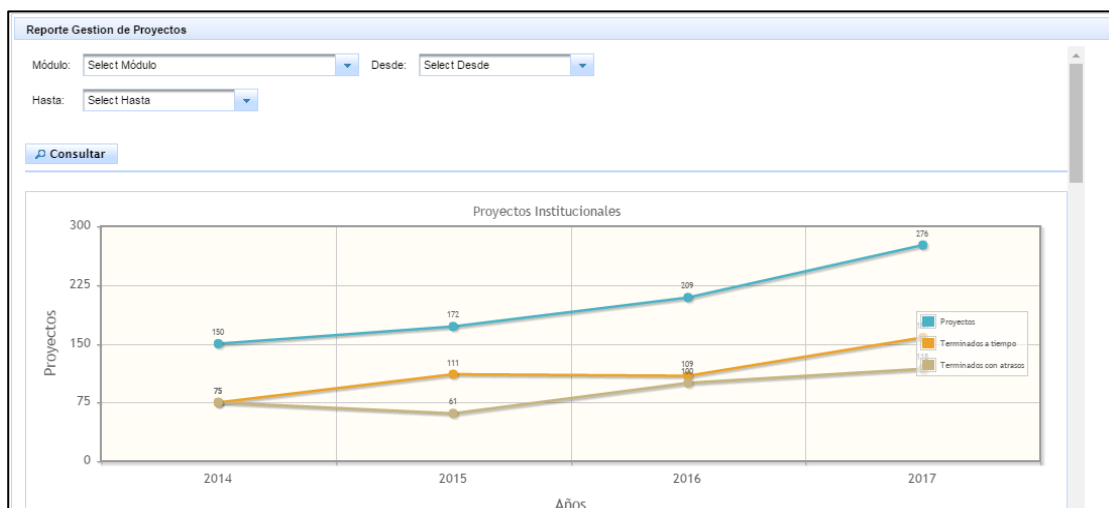 Reporte Gestion de Proyectos
Módulo: Select Módulo Desde: Select Desde
Hasta: Select Hasta
Consultar
Proyectos Institucionales
300
225
150
75
0
Proyectos
276
209
172
150
111
109
100
75
61
Proyectos
Terminados a tiempo
Terminados con atrasos
2014 2015 2016 2017
Años